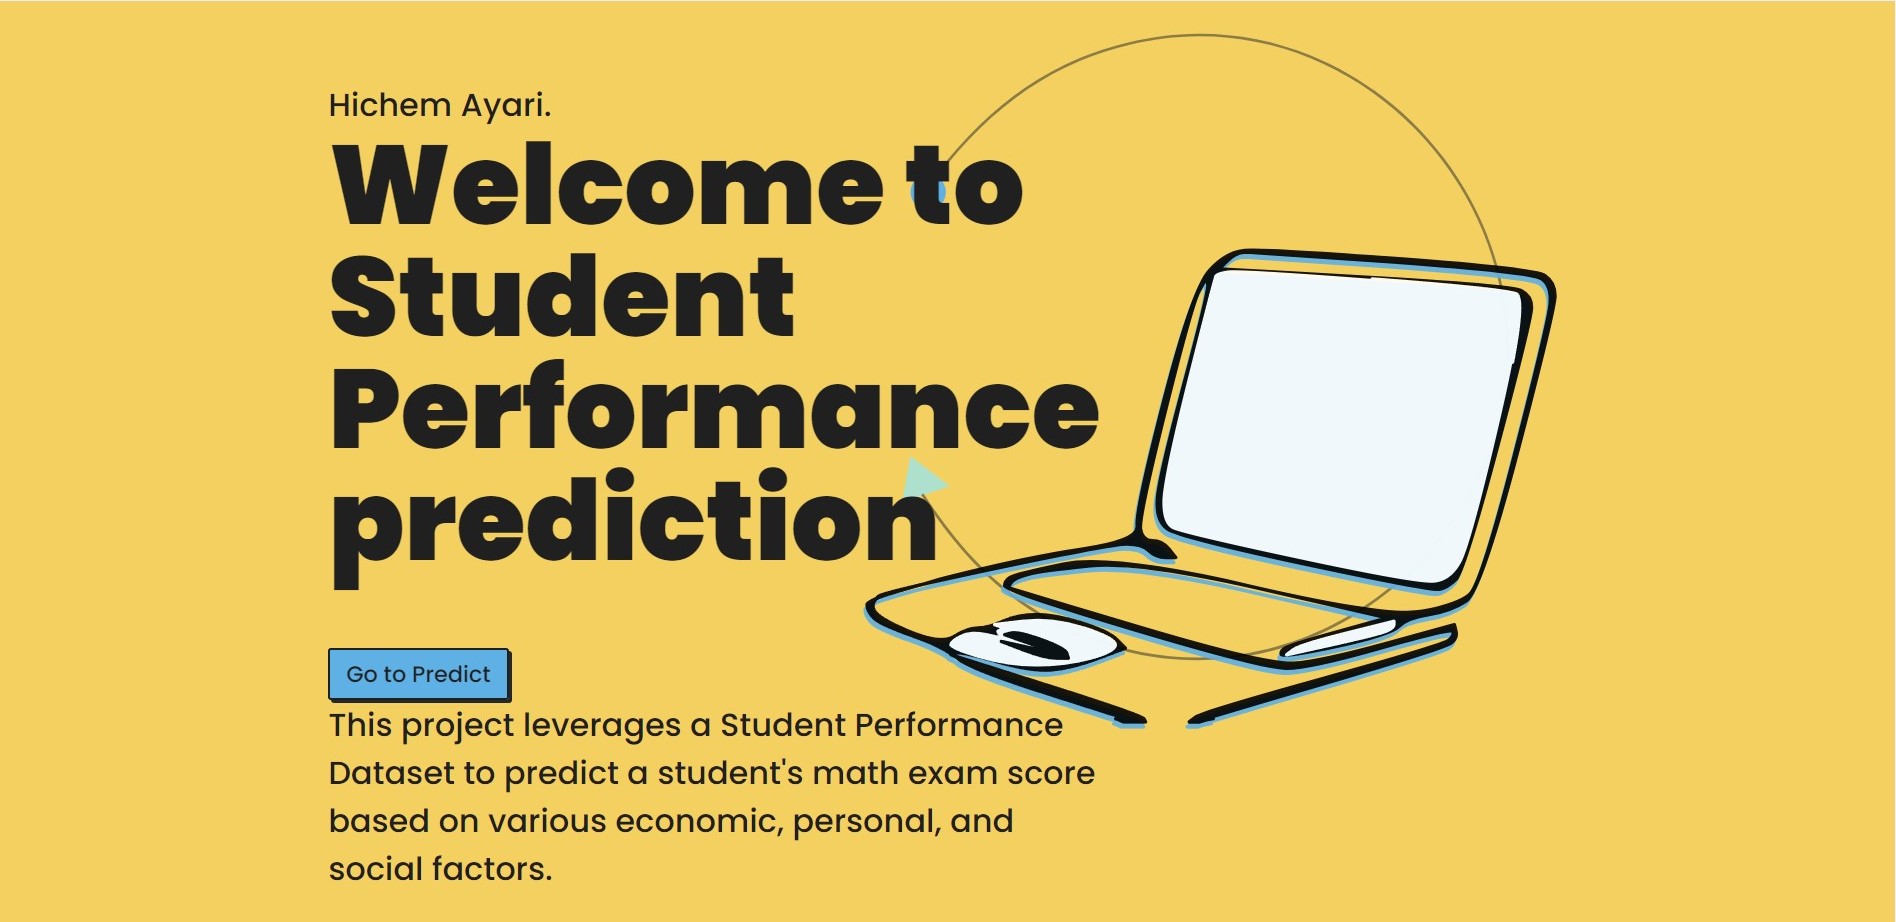 Hichem Ayari.
Welcome to
Student
Performance
prediction
Go to Predict
This project leverages a Student Performance
Dataset to predict a student's math exam score
based on various economic, personal, and
social factors.